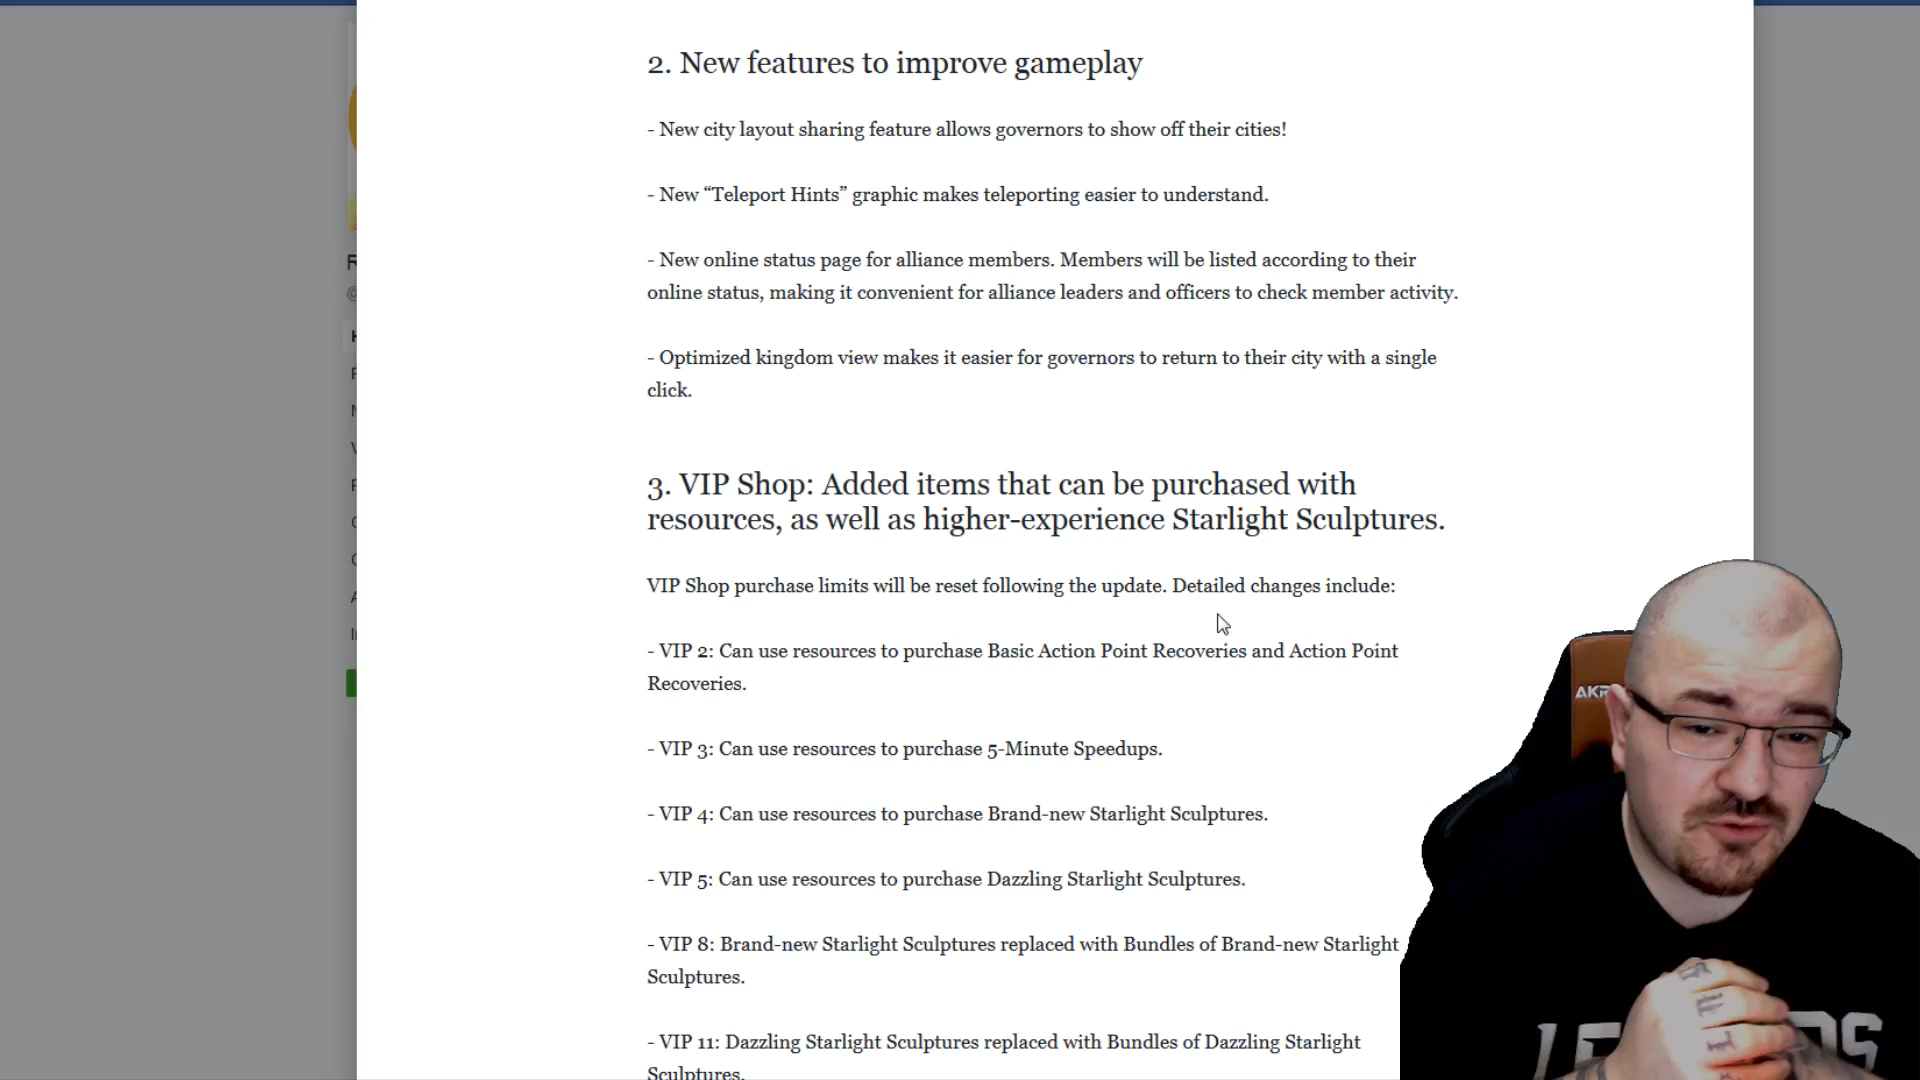 2. New features to improve gameplay
- New city layout sharing feature allows governors to show off their cities!
- New “Teleport Hints” graphic makes teleporting easier to understand.
- New online status page for alliance members. Members will be listed according to their
online status, making it convenient for alliance leaders and officers to check member activity.
- Optimized kingdom view makes it easier for governors to return to their city with a single
click.
3. VIP Shop: Added items that can be purchased with
resources, as well as higher-experience Starlight Sculptures.
VIP Shop purchase limits will be reset following the update. Detailed changes include:
- VIP 2: Can use resources to purchase Basic Action Point Recoveries and Action Point
Recoveries.
- VIP 3: Can use resources to purchase 5-Minute Speedups.
- VIP 4: Can use resources to purchase Brand-new Starlight Sculptures.
- VIP 5: Can use resources to purchase Dazzling Starlight Sculptures.
- VIP 8: Brand-new Starlight Sculptures replaced with Bundles of Brand-new Starlight
Sculptures.
- VIP 11: Dazzling Starlight Sculptures replaced with Bundles of Dazzling Starlight
Sculptures.